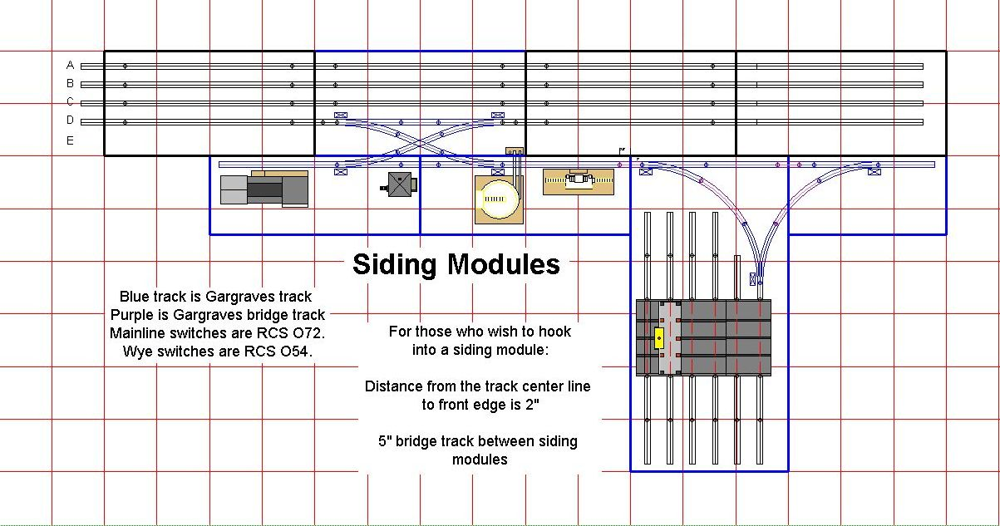 A
B
C
D
E
Siding Modules
Blue track is Gargraves track
Purple is Gargraves bridge track
Mainline switches are RCS O72.
Wye switches are RCS O54.
For those who wish to hook
into a siding module:
Distance from the track center line
to front edge is 2"
5" bridge track between siding
modules